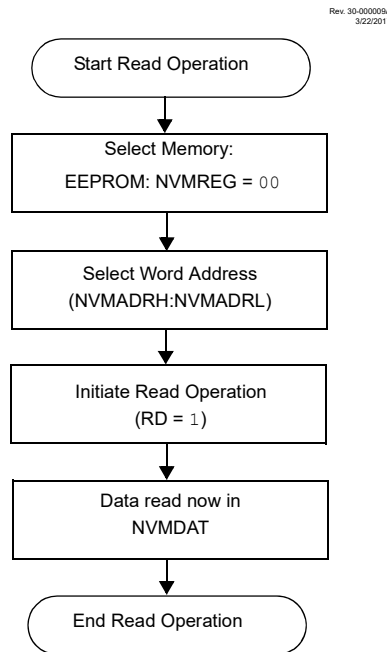 Rev. 30-000009
3/22/201
Start Read Operation
Select Memory:
EEPROM: NVMREG = 00
Select Word Address
(NVMADRH:NVMADRL)
Initiate Read Operation
(RD = 1)
Data read now in
NVMDAT
End Read Operation